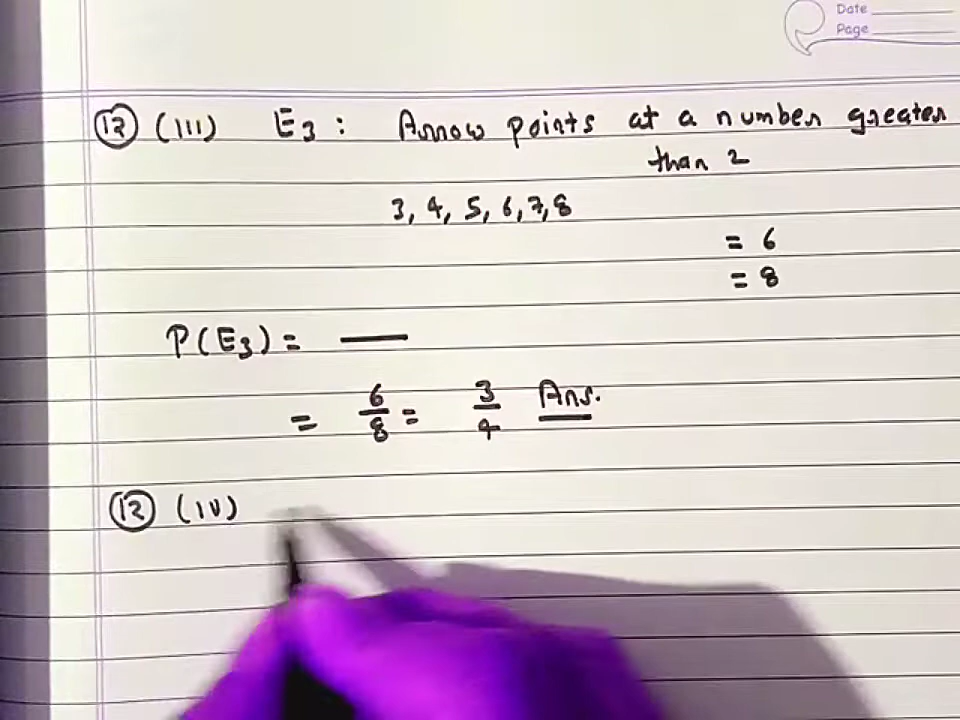 Date
Page
12 (III) E3 : Arrow points at a number greater
than 2
3, 4, 5, 6, 7, 8
= 6
= 8
P(E3) = —
= 6/8 = 3/4 Ans.
12 (IV)